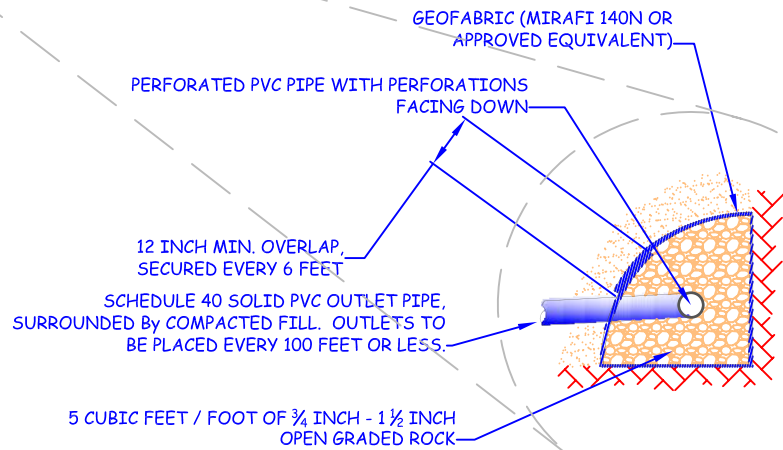 GEOFABRIC (MIRAFI 140N OR
APPROVED EQUIVALENT)
PERFORATED PVC PIPE WITH PERFORATIONS
FACING DOWN
12 INCH MIN. OVERLAP,
SECURED EVERY 6 FEET
SCHEDULE 40 SOLID PVC OUTLET PIPE,
SURROUNDED By COMPACTED FILL. OUTLETS TO
BE PLACED EVERY 100 FEET OR LESS.
5 CUBIC FEET / FOOT OF ¾ INCH - 1 ½ INCH
OPEN GRADED ROCK